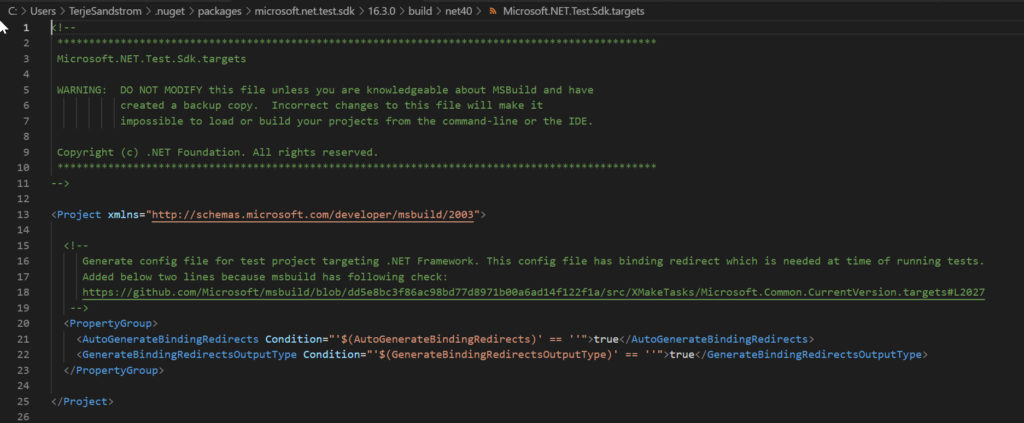 C: > Users > TerjeSandstrom > .nuget > packages > microsoft.net.test.sdk > 16.3.0 > build > net40 > Microsoft.NET.Test.Sdk.targets
1 <!--
2 *********************************************************************************************
3 Microsoft.NET.Test.Sdk.targets
4
5 WARNING:  DO NOT MODIFY this file unless you are knowledgeable about MSBuild and have
6 created a backup copy.  Incorrect changes to this file will make it
7 impossible to load or build your projects from the command-line or the IDE.
8
9 Copyright (c) .NET Foundation. All rights reserved.
10 *********************************************************************************************
11 -->
12
13 <Project xmlns="http://schemas.microsoft.com/developer/msbuild/2003">
14
15 <!--
16 Generate config file for test project targeting .NET Framework. This config file has binding redirect which is needed at time of running tests.
17 Added below two lines because msbuild has following check:
18 https://github.com/Microsoft/msbuild/blob/dd5e8bc3f86ac98bd77d8971b00a6ad14f122f1a/src/XMakeTasks/Microsoft.Common.CurrentVersion.targets#L2027
19 -->
20 <PropertyGroup>
21 <AutoGenerateBindingRedirects Condition="'$(AutoGenerateBindingRedirects)' == ''">true</AutoGenerateBindingRedirects>
22 <GenerateBindingRedirectsOutputType Condition="'$(GenerateBindingRedirectsOutputType)' == ''">true</GenerateBindingRedirectsOutputType>
23 </PropertyGroup>
24
25 </Project>
26